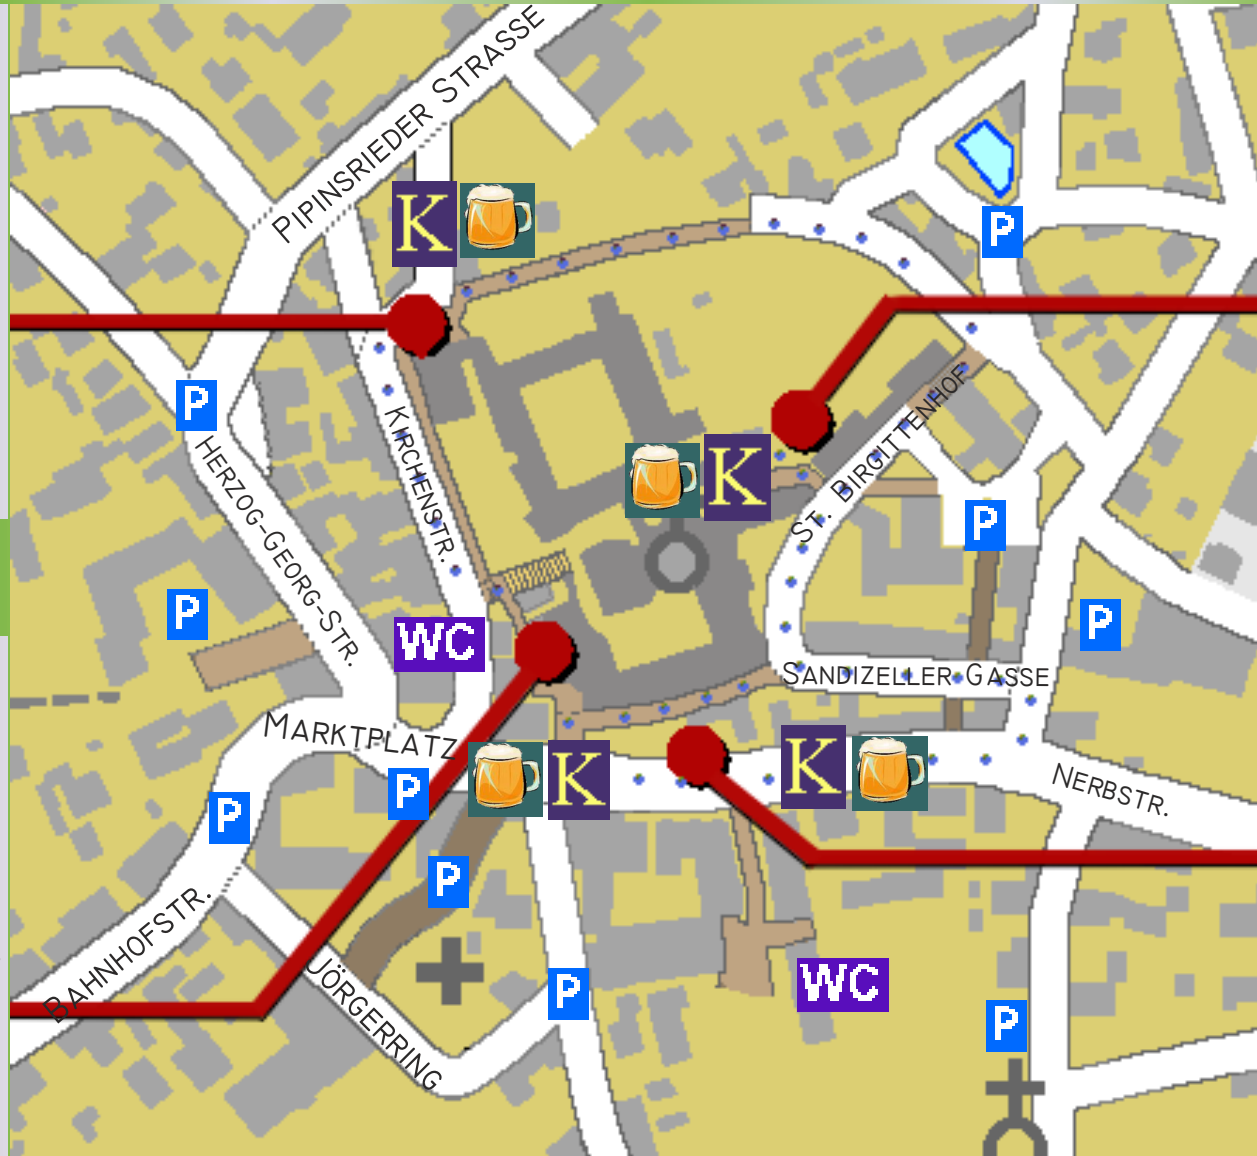 PIPINSRIEDER STRASSE
K
P
K
P
KIRCHENSTR.
ST. BIRGITTENHOF
HERZOG-GEORG-STR.
P
P
P
WC
SANDIZELLER GASSE
MARKTPLATZ
K
K
P
P
NERBSTR.
P
BAHNHOFSTR.
JÖRGERRING
P
WC
P